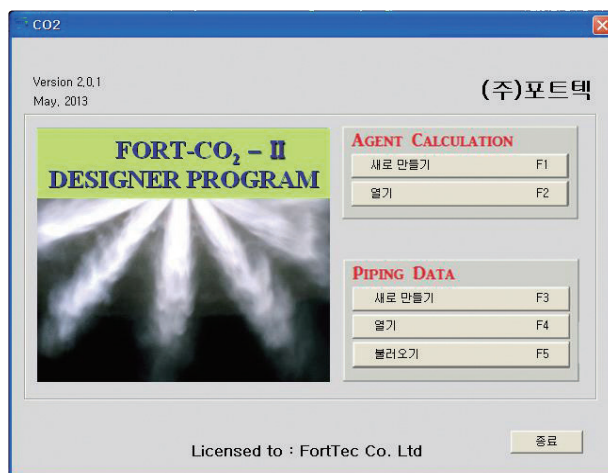 CO2
Version 2,0,1
May, 2013
(주)포트텍
FORT-CO₂ – Ⅱ
DESIGNER PROGRAM
AGENT CALCULATION
새로 만들기 F1
열기 F2
PIPING DATA
새로 만들기 F3
열기 F4
불러오기 F5
Licensed to : FortTec Co. Ltd
종료